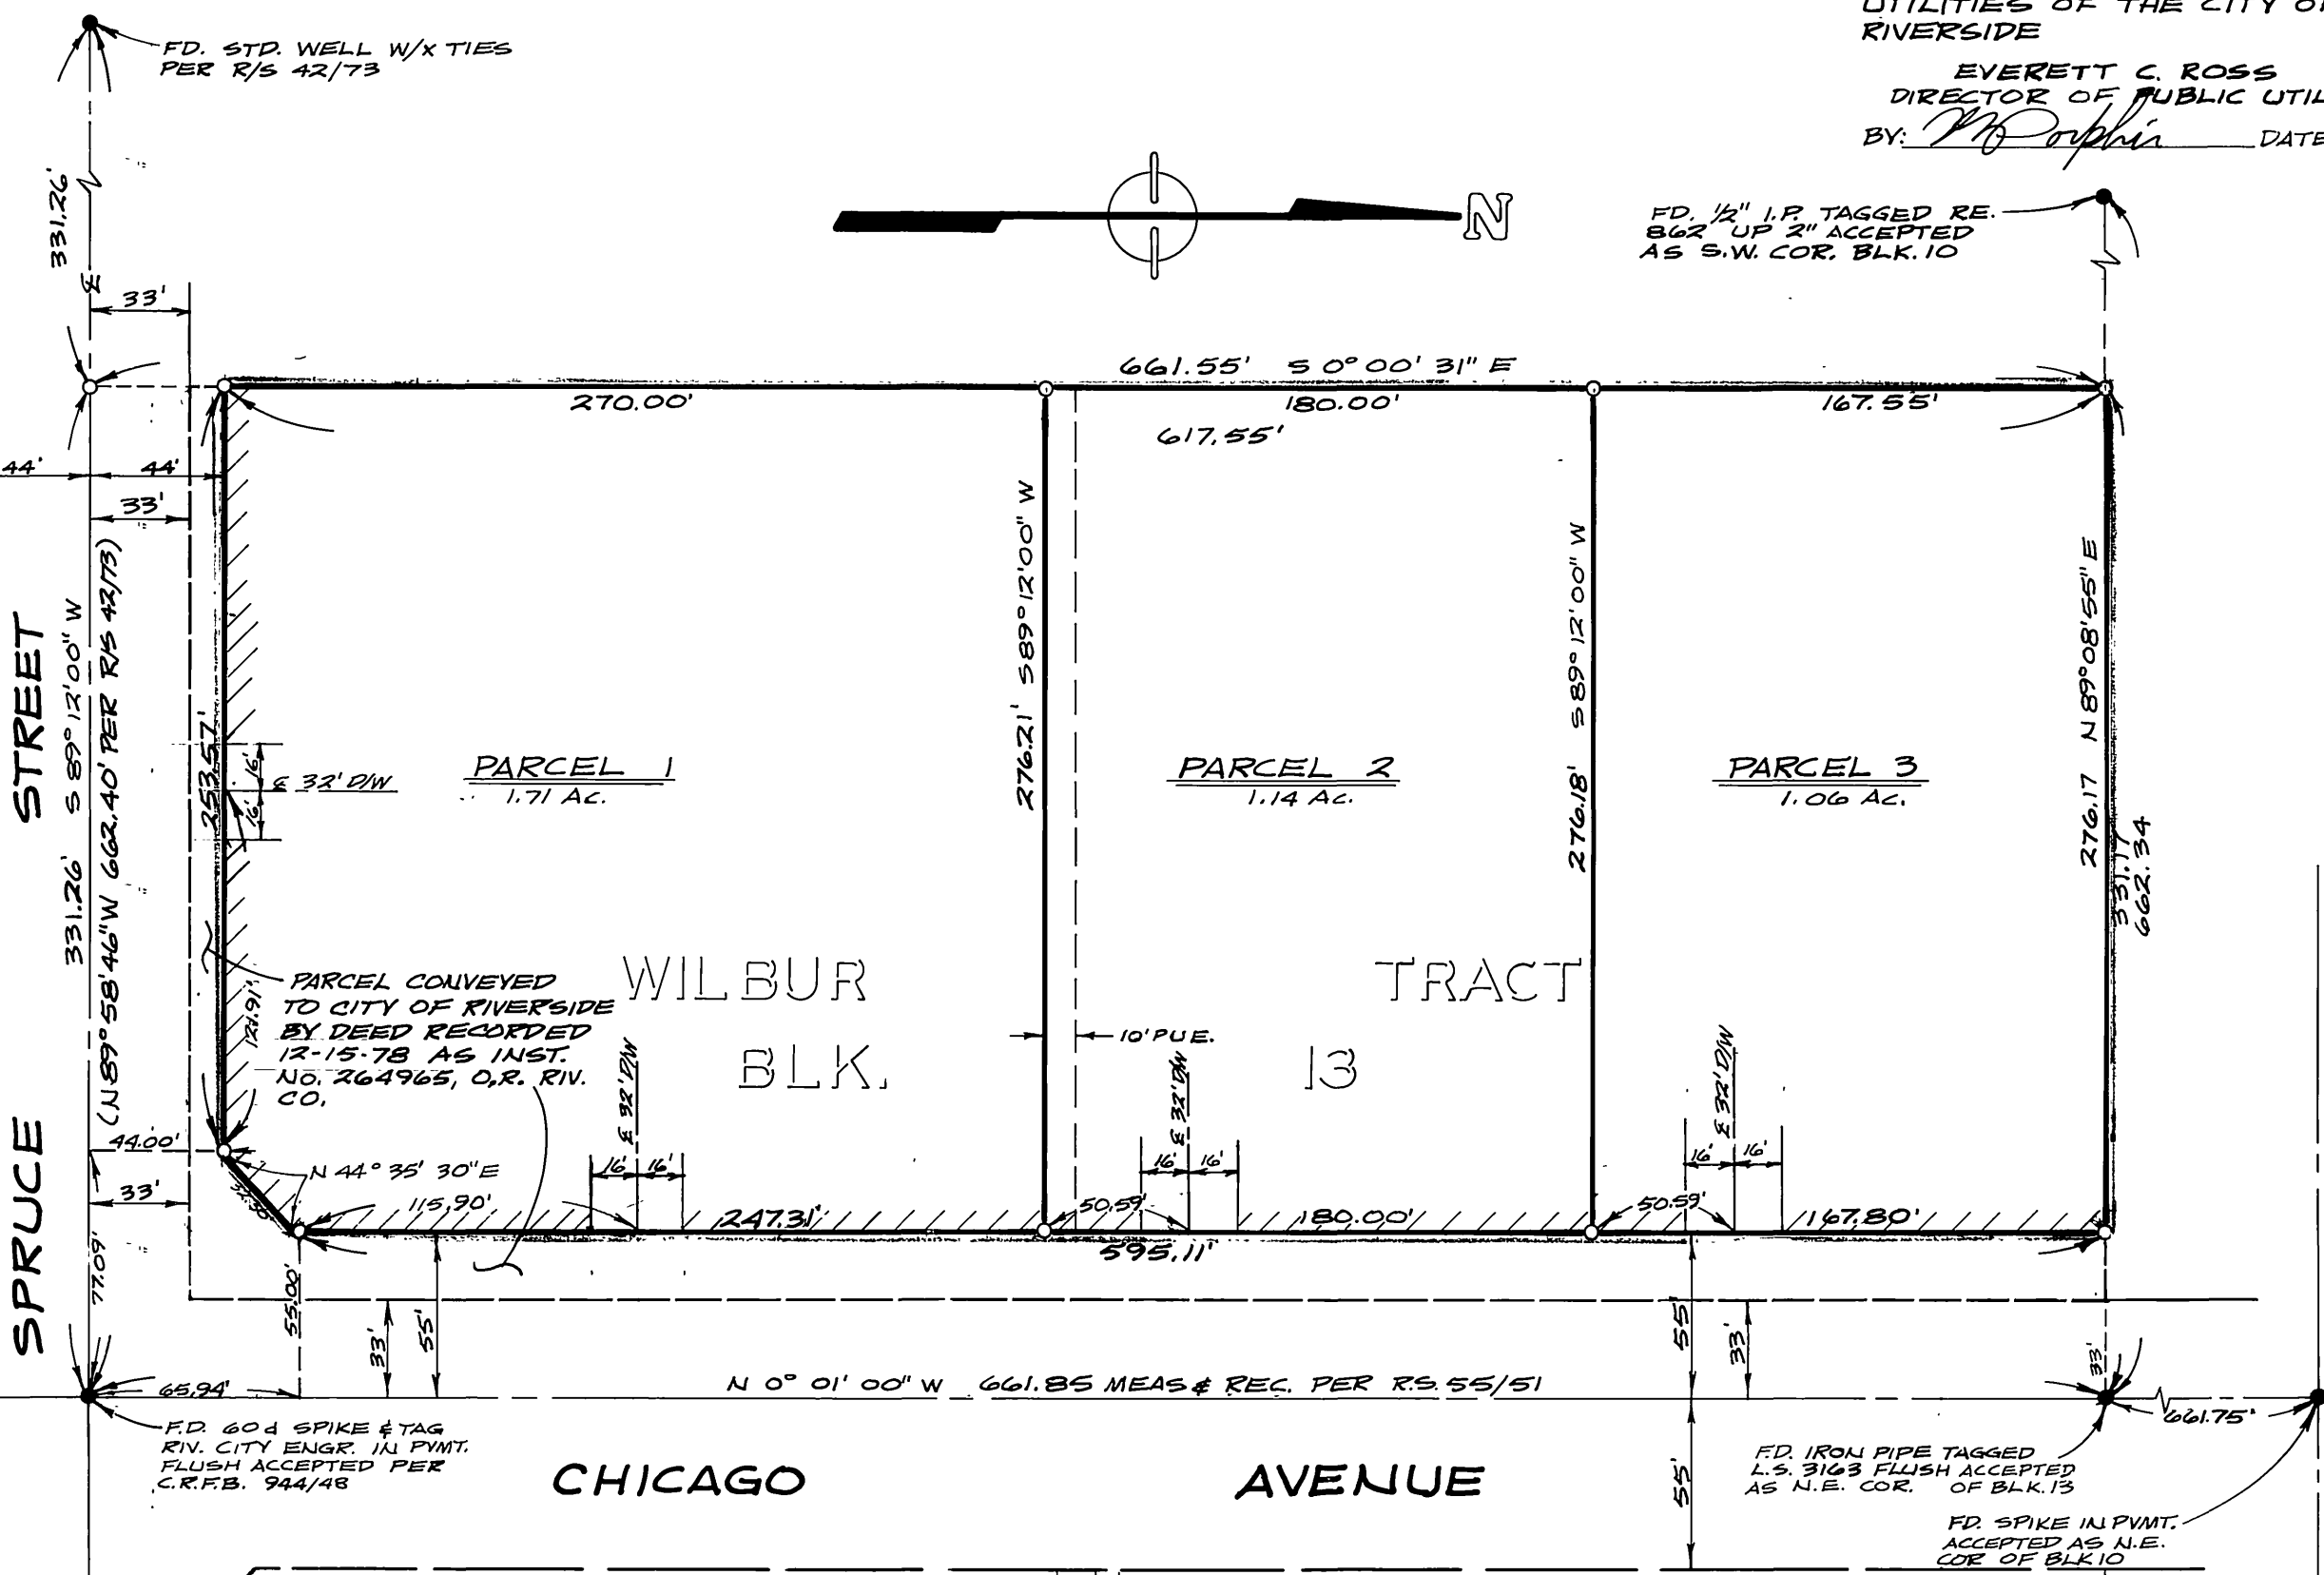 UTILITIES OF THE CITY OF
RIVERSIDE
EVERETT C. ROSS
DIRECTOR OF PUBLIC UTIL
BY: DATE
FD. STD. WELL W/X TIES
PER R/S 42/73
N
FD. 1/2" I.P. TAGGED RE.
862 UP 2" ACCEPTED
AS S.W. COR. BLK. 10
331.26'
℄
33'
661.55' S 0° 00' 31" E
270.00'
180.00'
167.55'
617.55'
44'
44'
33'
STREET
SPRUCE
331.26' S 89° 12' 00" W
(N 89° 58' 46" W 662.40' PER R/S 42/73)
253.57'
16'
16'
℄ 32' D/W
276.21' S 89° 12' 00" W
276.18' S 89° 12' 00" W
276.17 N 89° 08' 55" E
331.17
662.34
PARCEL 1
1.71 AC.
PARCEL 2
1.14 AC.
PARCEL 3
1.06 AC.
WILBUR TRACT
BLK. 13
PARCEL CONVEYED
TO CITY OF RIVERSIDE
BY DEED RECORDED
12-15-78 AS INST.
NO. 264965, O.R. RIV.
CO.
10' P.U.E.
℄ 32' D/W
℄ 32' D/W
℄ 32' D/W
16' 16'
16' 16'
16' 16'
44.00'
N 44° 35' 30" E
33'
115.90'
247.31'
50.59'
180.00'
50.59'
167.80'
595.11'
77.09'
55.00'
33'
55'
55'
33'
33'
65.94'
N 0° 01' 00" W 661.85 MEAS & REC. PER R.S. 55/51
661.75'
F.D. 60d SPIKE & TAG
RIV. CITY ENGR. IN PVMT.
FLUSH ACCEPTED PER
C.R.F.B. 944/48
CHICAGO AVENUE
55'
F.D. IRON PIPE TAGGED
L.S. 3163 FLUSH ACCEPTED
AS N.E. COR. OF BLK. 13
FD. SPIKE IN PVMT.
ACCEPTED AS N.E.
COR OF BLK 10